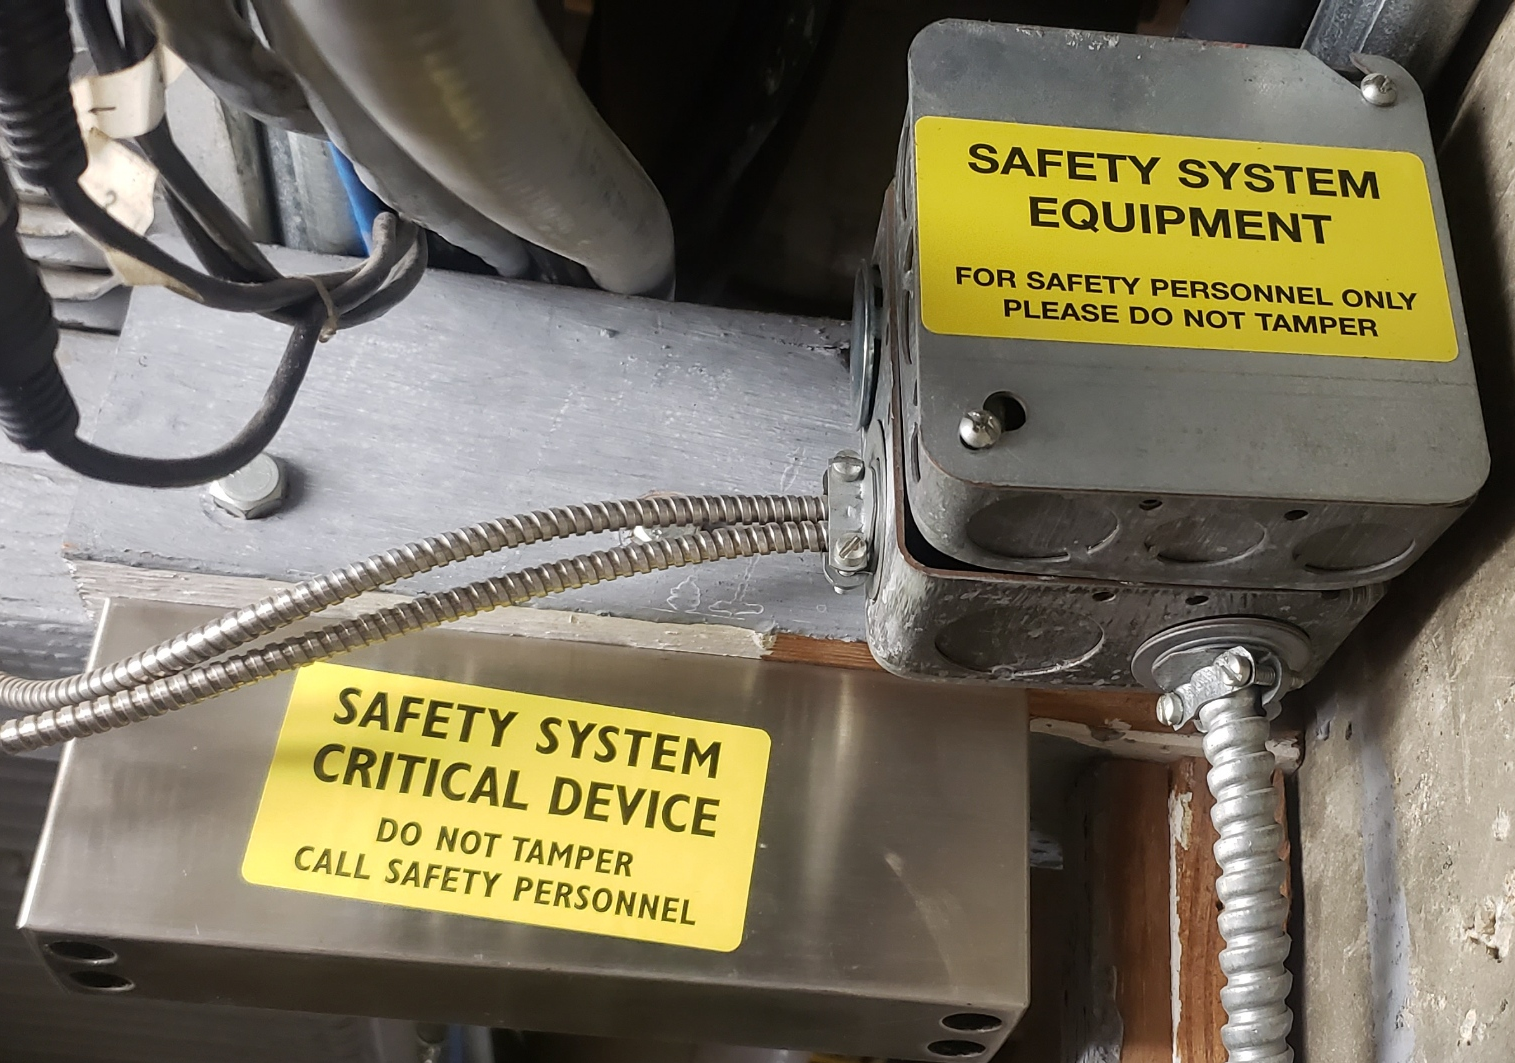 SAFETY SYSTEM
EQUIPMENT
FOR SAFETY PERSONNEL ONLY
PLEASE DO NOT TAMPER
SAFETY SYSTEM
CRITICAL DEVICE
DO NOT TAMPER
CALL SAFETY PERSONNEL